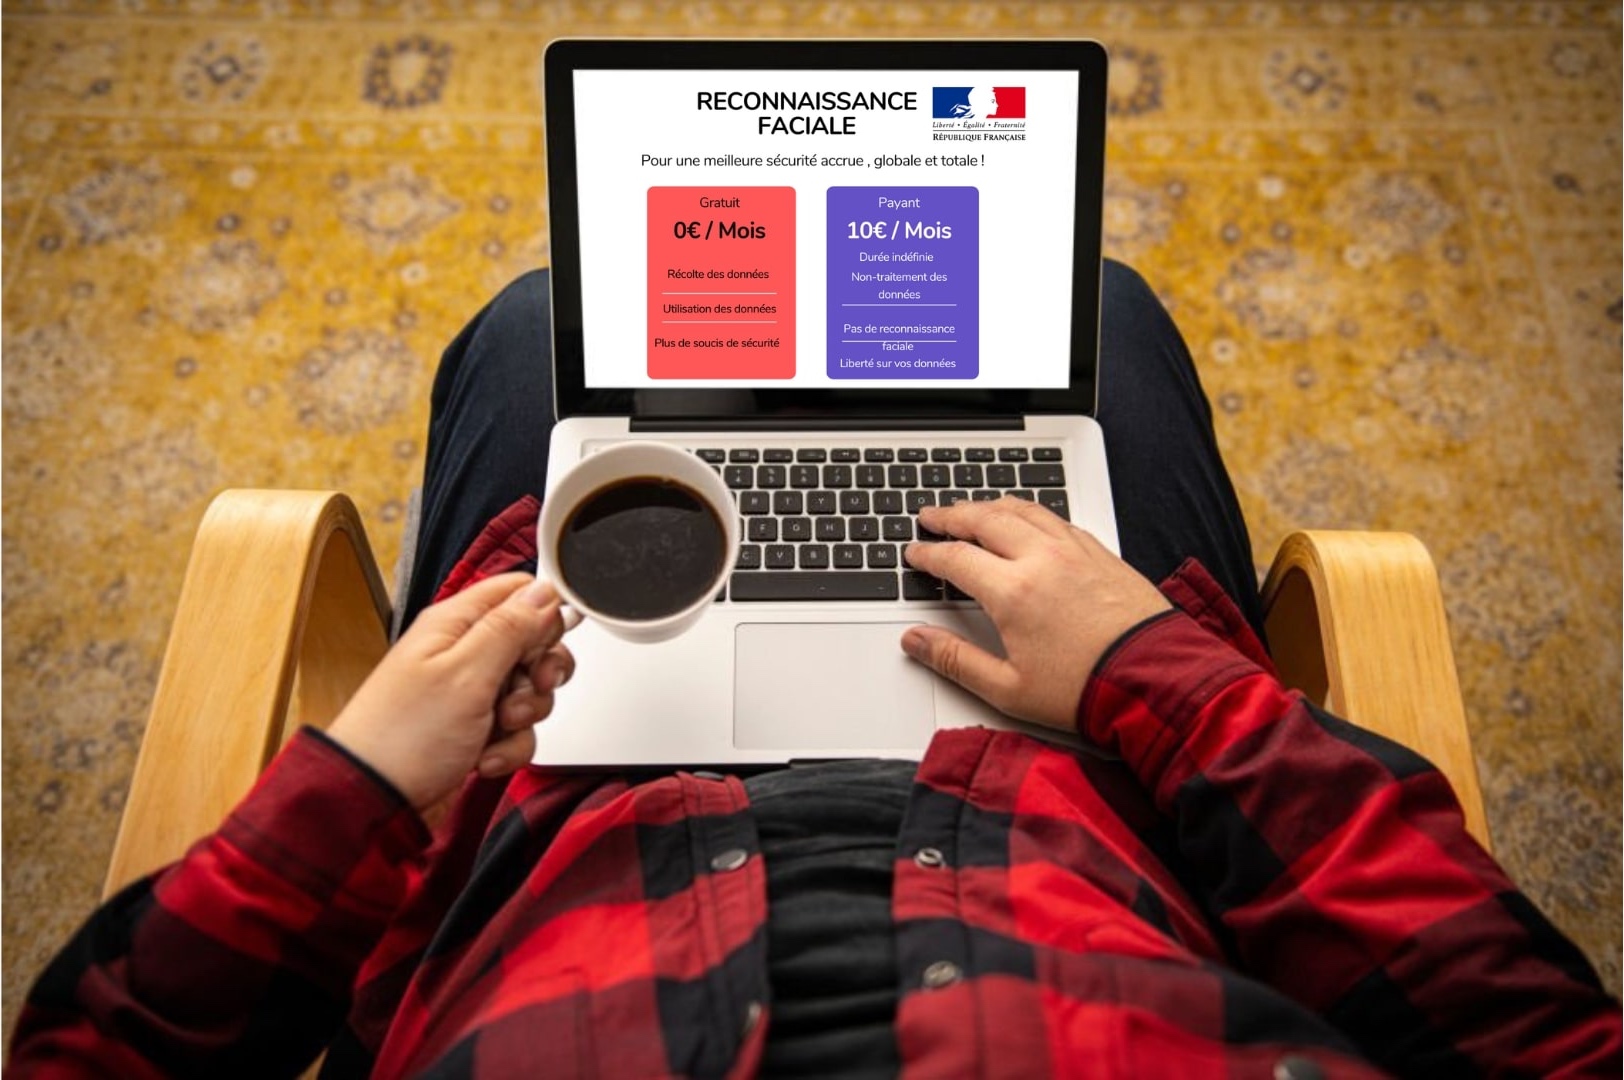 RECONNAISSANCE
FACIALE
Liberté • Égalité • Fraternité
RÉPUBLIQUE FRANÇAISE
Pour une meilleure sécurité accrue , globale et totale !
Gratuit
0€ / Mois
Récolte des données
Utilisation des données
Plus de soucis de sécurité
Payant
10€ / Mois
Durée indéfinie
Non-traitement des
données
Pas de reconnaissance
faciale
Liberté sur vos données
R T Y U I O
F G H J K
C V B N M